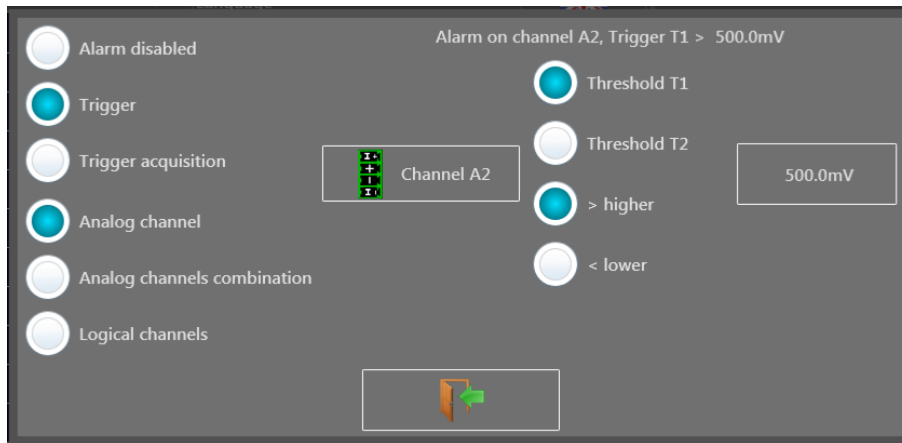 Alarm disabled
Alarm on channel A2, Trigger T1 > 500.0mV
Trigger
Threshold T1
Trigger acquisition
Threshold T2
Channel A2
500.0mV
Analog channel
> higher
Analog channels combination
< lower
Logical channels